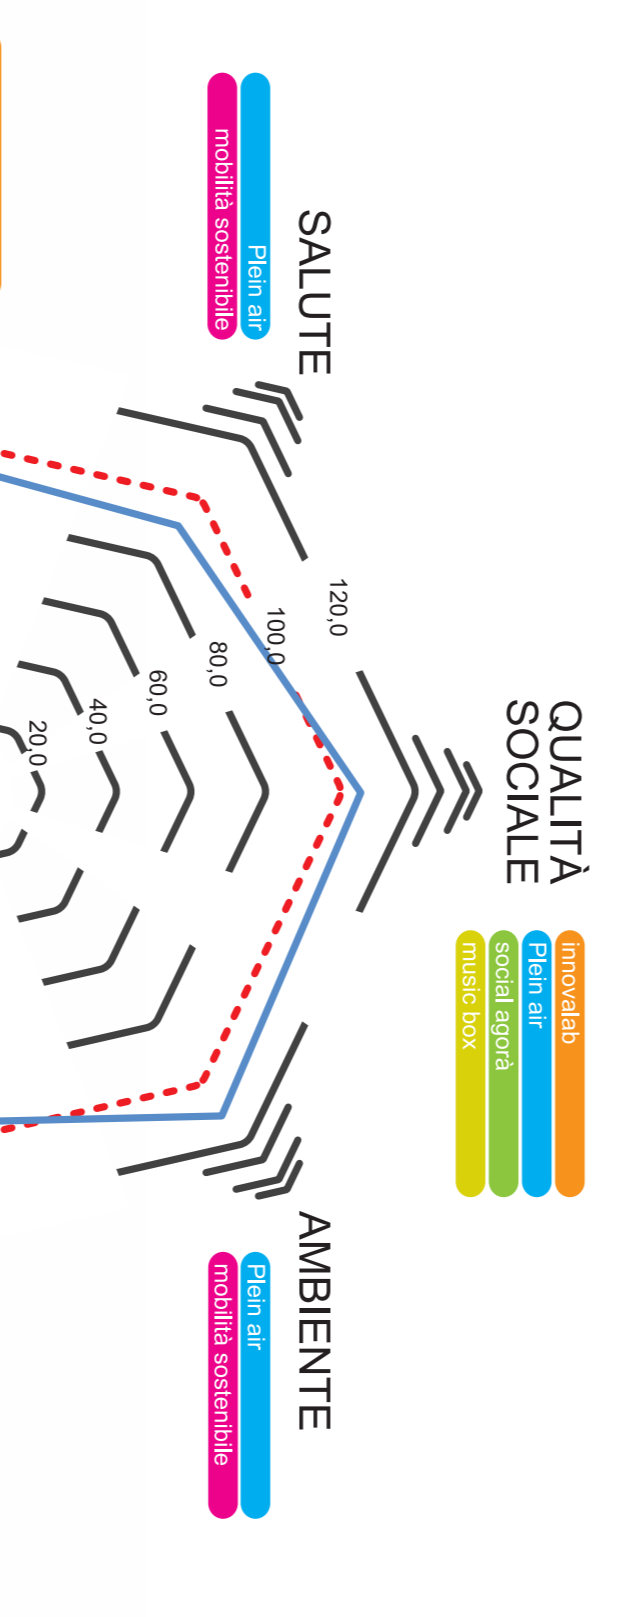 QUALITÀ
SOCIALE
innovalab
Plein air
social agorà
music box
SALUTE
Plein air
mobilità sostenibile
AMBIENTE
Plein air
mobilità sostenibile
120,0
100,0
80,0
60,0
40,0
20,0